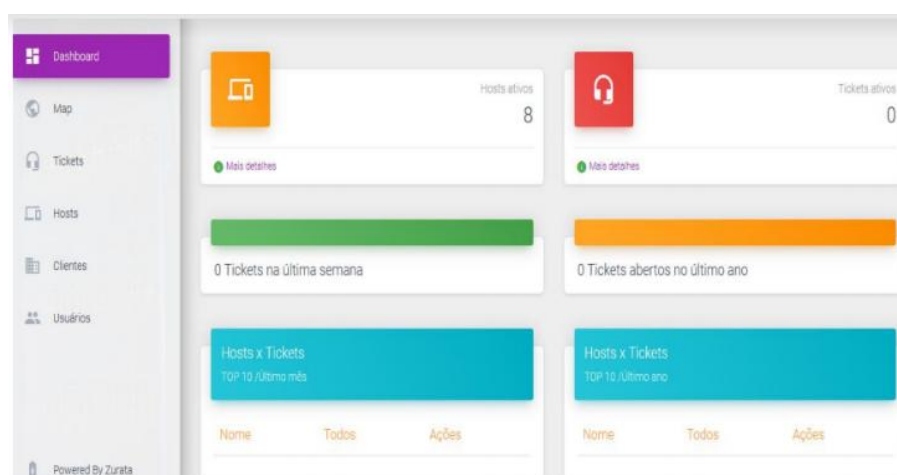 Dashboard
Map
Tickets
Hosts
Clientes
Usuários
Powered By Zurata
Hosts ativos
8
Mais detalhes
Tickets ativos
0
Mais detalhes
0 Tickets na última semana
0 Tickets abertos no último ano
Hosts x Tickets
TOP 10 /Último mês
Nome Todos Ações
Hosts x Tickets
TOP 10 /Último ano
Nome Todos Ações